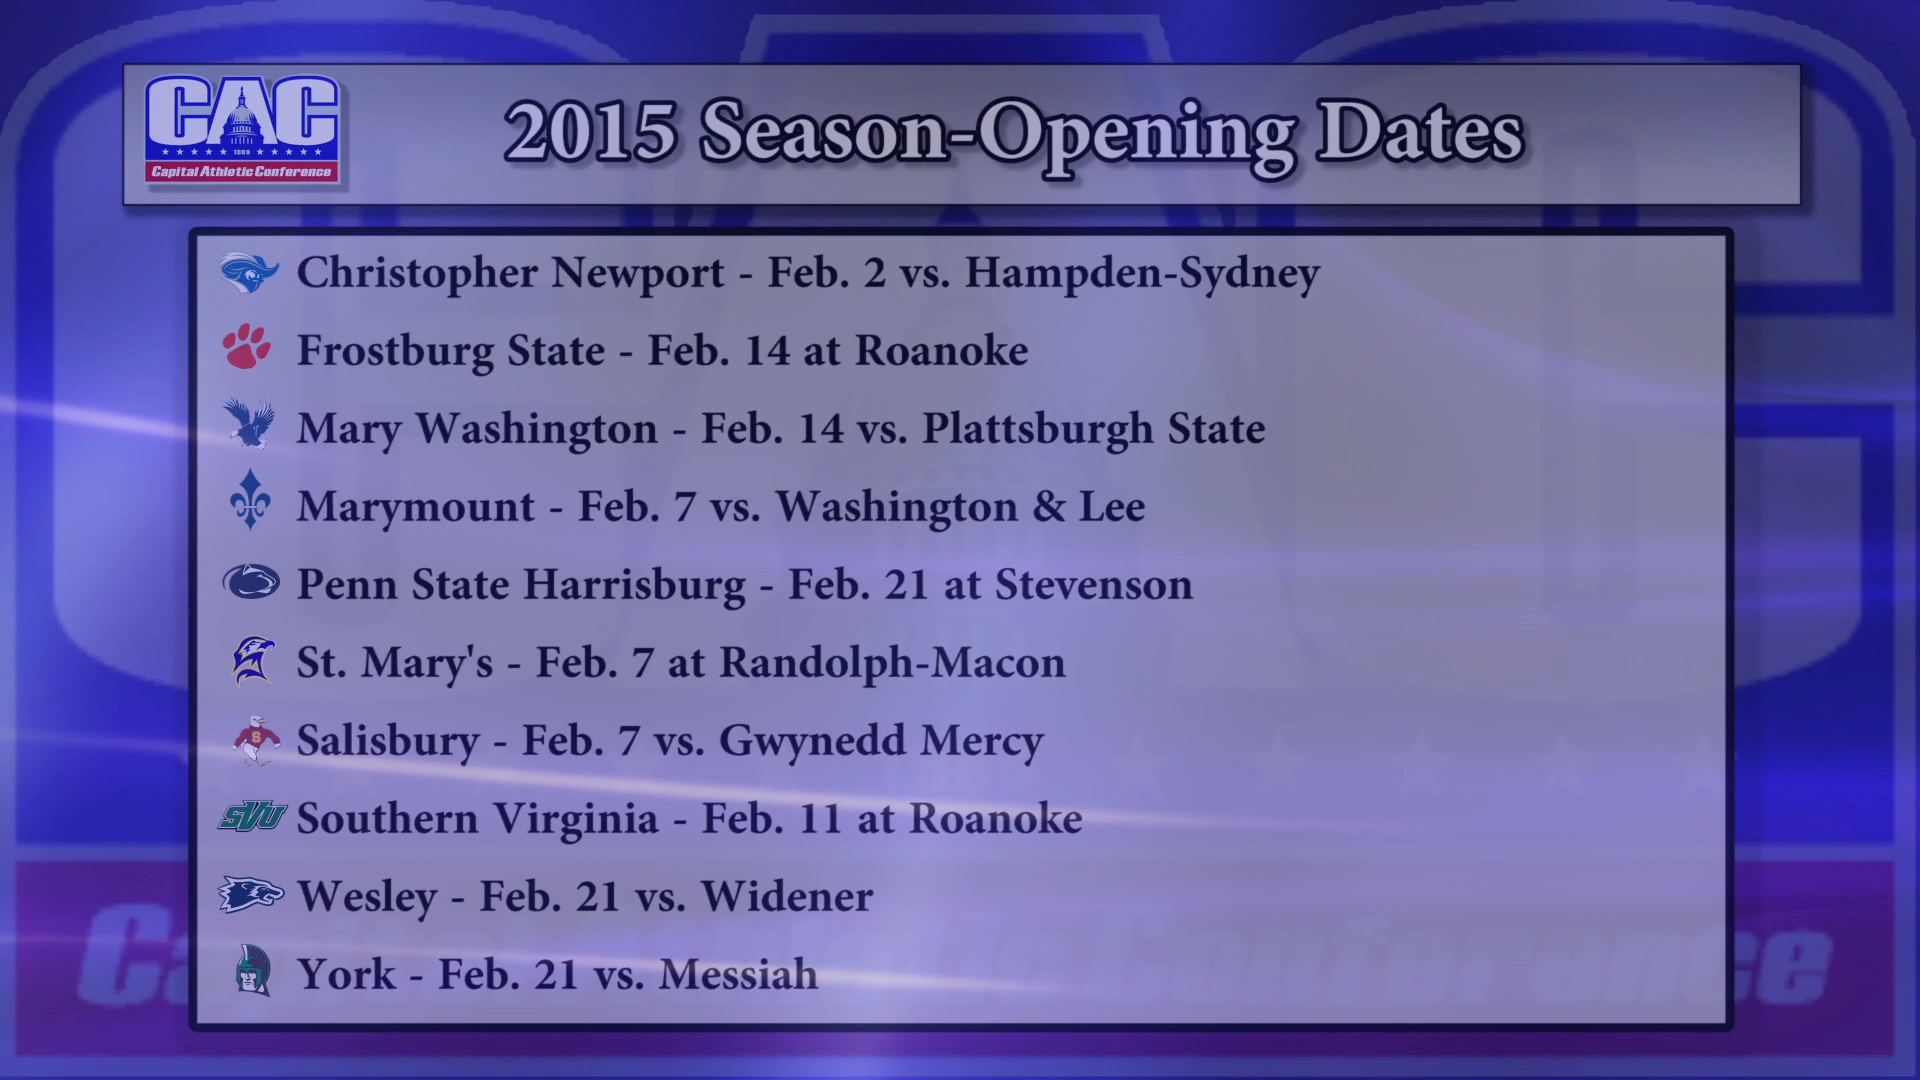 CAC
1989
Capital Athletic Conference
2015 Season-Opening Dates
Christopher Newport - Feb. 2 vs. Hampden-Sydney
Frostburg State - Feb. 14 at Roanoke
Mary Washington - Feb. 14 vs. Plattsburgh State
Marymount - Feb. 7 vs. Washington & Lee
Penn State Harrisburg - Feb. 21 at Stevenson
St. Mary's - Feb. 7 at Randolph-Macon
Salisbury - Feb. 7 vs. Gwynedd Mercy
S
SVU
Southern Virginia - Feb. 11 at Roanoke
Wesley - Feb. 21 vs. Widener
York - Feb. 21 vs. Messiah
Capital Athletic Conference